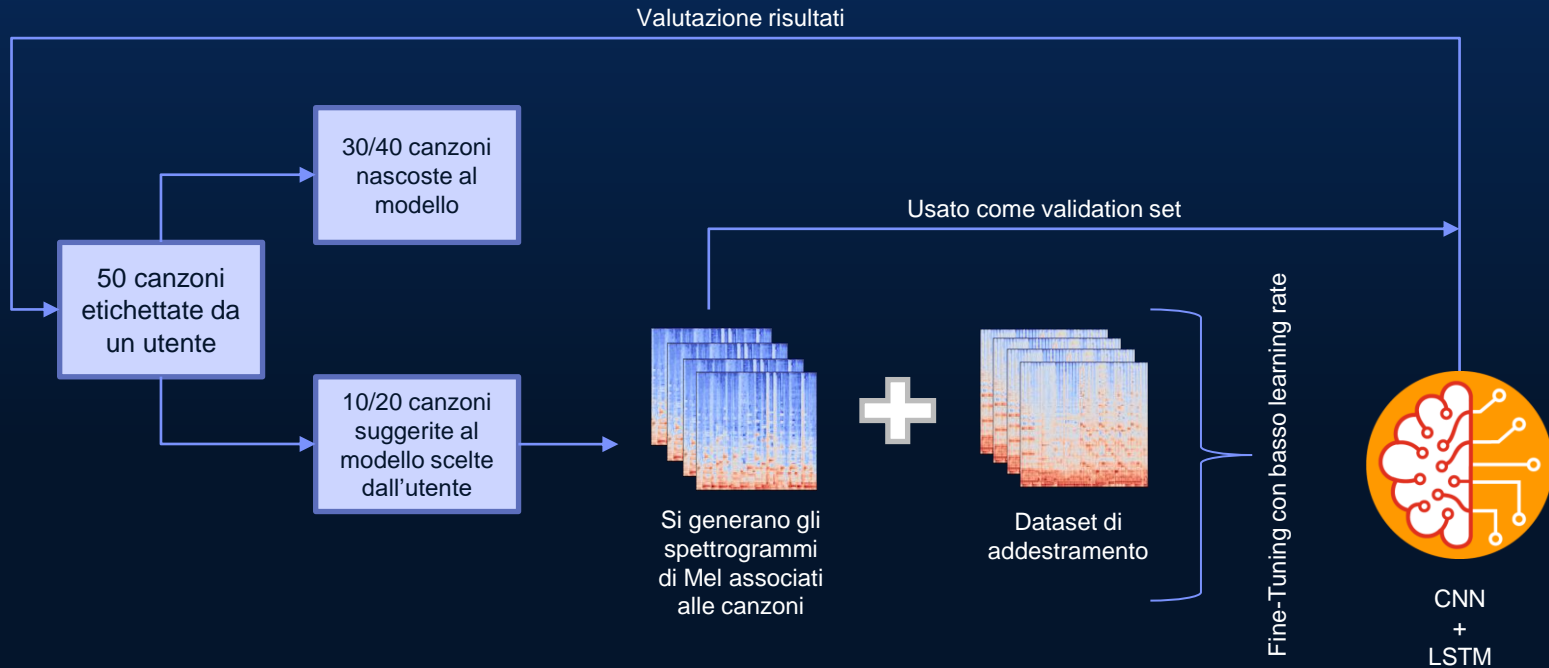 Valutazione risultati
30/40 canzoni
nascoste al
modello
Usato come validation set
50 canzoni
etichettate da
un utente
10/20 canzoni
suggerite al
modello scelte
dall’utente
Si generano gli
spettrogrammi
di Mel associati
alle canzoni
Dataset di
addestramento
Fine-Tuning con basso learning rate
CNN
+
LSTM